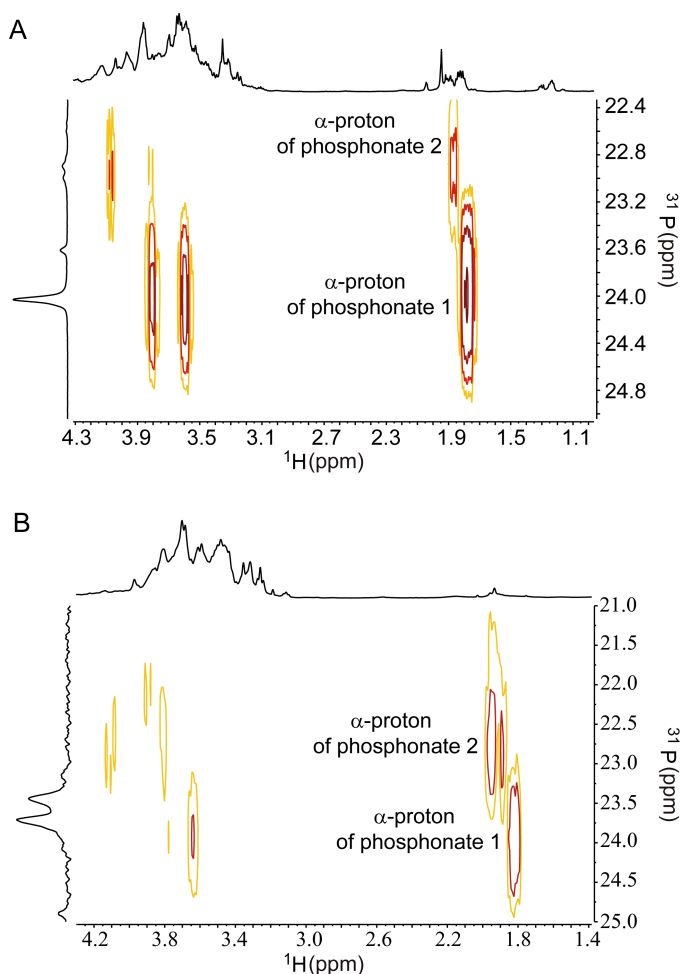 A
22.4
α-proton
of phosphonate 2
22.8
23.2
23.6
α-proton
of phosphonate 1
24.0
24.4
24.8
³¹P (ppm)
4.3 3.9 3.5 3.1 2.7 2.3 1.9 1.5 1.1
¹H (ppm)
B
21.0
21.5
22.0
α-proton
of phosphonate 2
22.5
23.0
23.5
α-proton
of phosphonate 1
24.0
24.5
25.0
³¹P (ppm)
4.2 3.8 3.4 3.0 2.6 2.2 1.8 1.4
¹H (ppm)